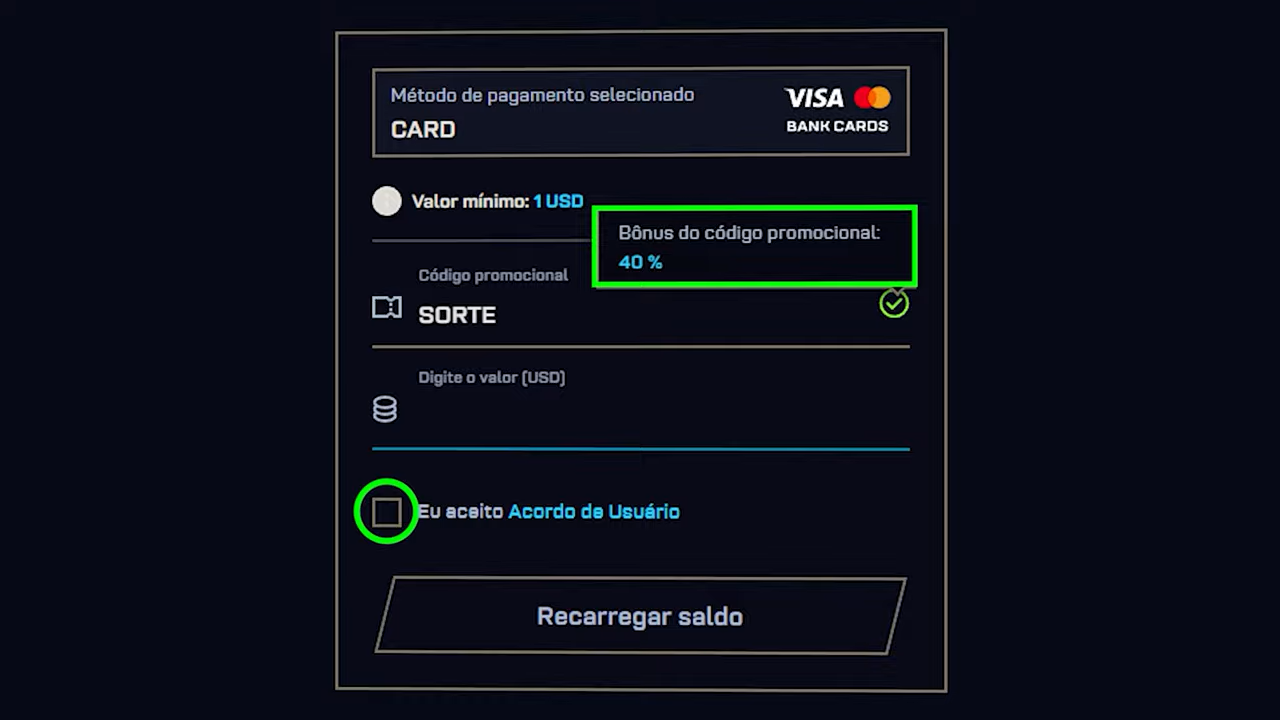 Método de pagamento selecionado
CARD
VISA
BANK CARDS
Valor mínimo: 1 USD
Bônus do código promocional:
40 %
Código promocional
SORTE
Digite o valor (USD)
Eu aceito Acordo de Usuário
Recarregar saldo